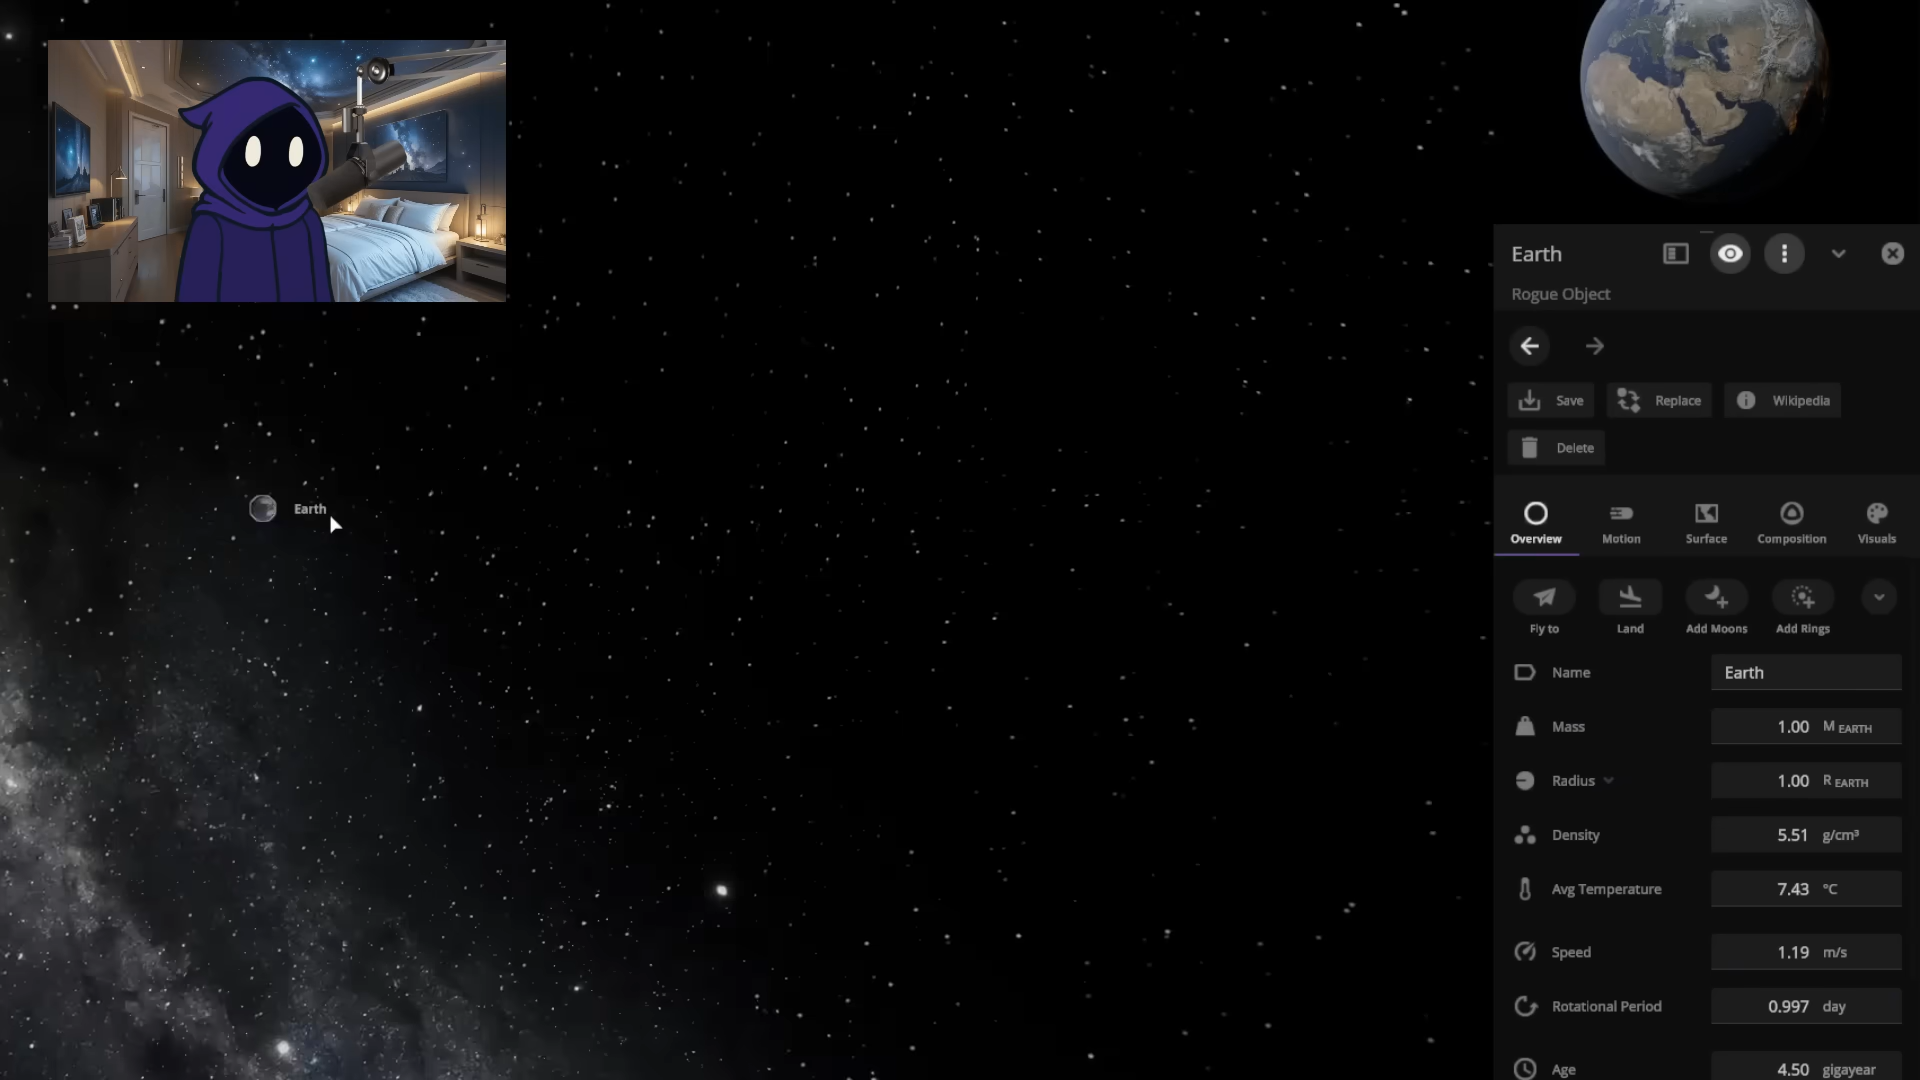 Earth
Earth
Rogue Object
Save Replace Wikipedia
Delete
Overview Motion Surface Composition Visuals
Fly to Land Add Moons Add Rings
Name Earth
Mass 1.00 M EARTH
Radius 1.00 R EARTH
Density 5.51 g/cm³
Avg Temperature 7.43 °C
Speed 1.19 m/s
Rotational Period 0.997 day
Age 4.50 gigayear